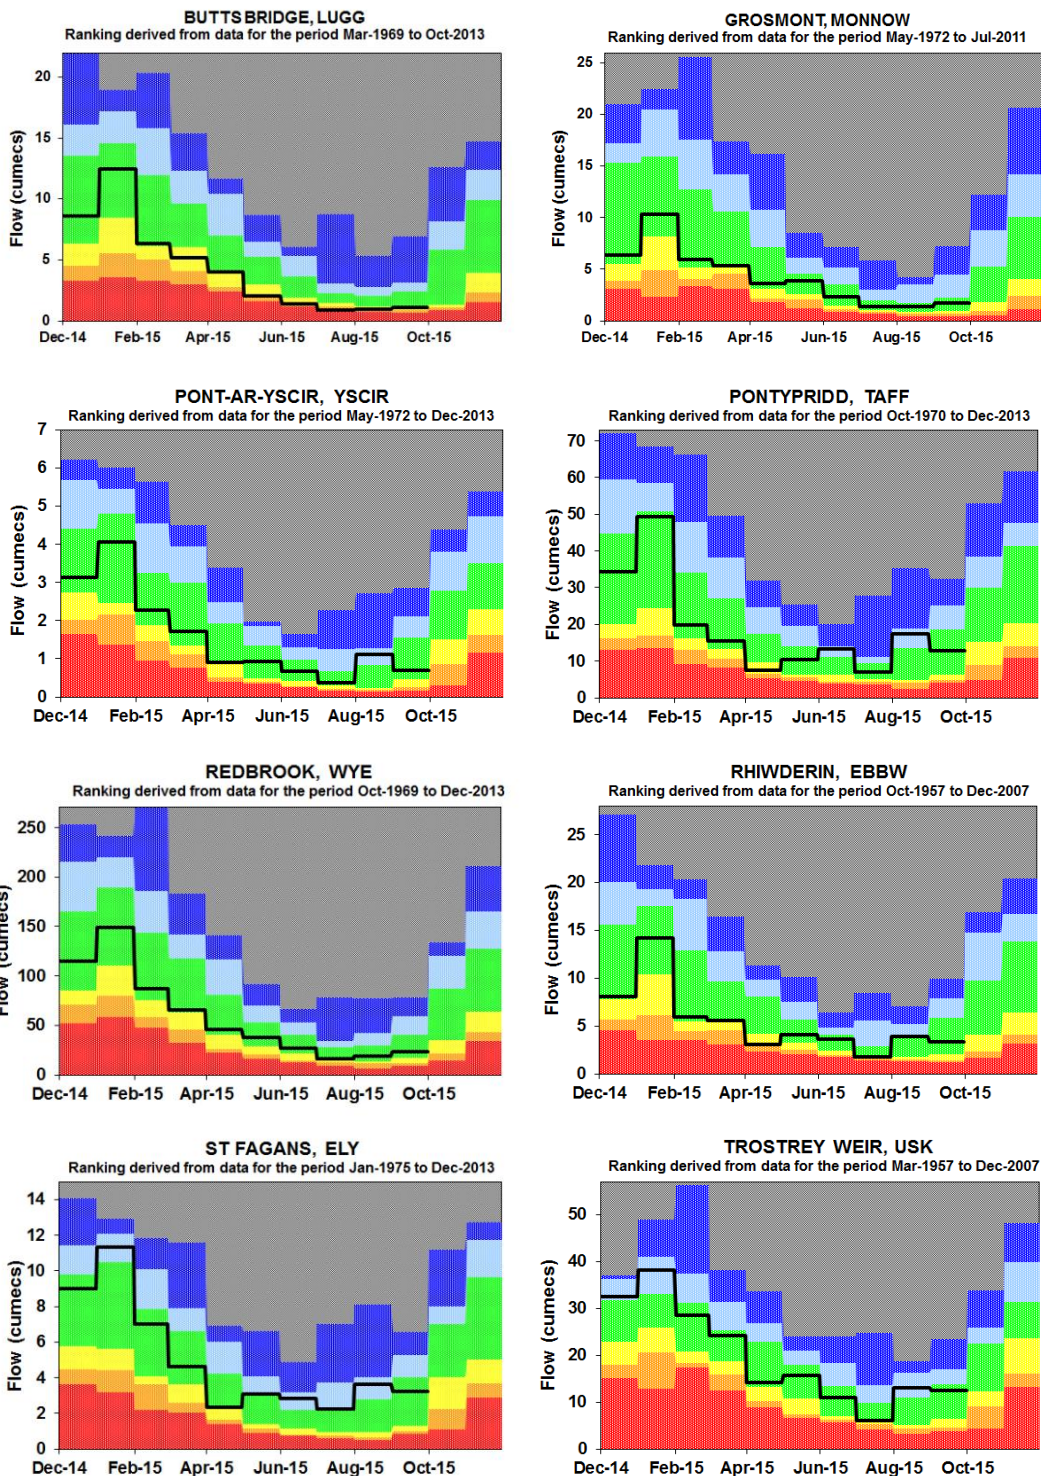 BUTTS BRIDGE, LUGG
Ranking derived from data for the period Mar-1969 to Oct-2013
Flow (cumecs)
20
15
10
5
0
Dec-14 Feb-15 Apr-15 Jun-15 Aug-15 Oct-15
GROSMONT, MONNOW
Ranking derived from data for the period May-1972 to Jul-2011
Flow (cumecs)
25
20
15
10
5
0
Dec-14 Feb-15 Apr-15 Jun-15 Aug-15 Oct-15
PONT-AR-YSCIR, YSCIR
Ranking derived from data for the period May-1972 to Dec-2013
Flow (cumecs)
7
6
5
4
3
2
1
0
Dec-14 Feb-15 Apr-15 Jun-15 Aug-15 Oct-15
PONTYPRIDD, TAFF
Ranking derived from data for the period Oct-1970 to Dec-2013
Flow (cumecs)
70
60
50
40
30
20
10
0
Dec-14 Feb-15 Apr-15 Jun-15 Aug-15 Oct-15
REDBROOK, WYE
Ranking derived from data for the period Oct-1969 to Dec-2013
Flow (cumecs)
250
200
150
100
50
0
Dec-14 Feb-15 Apr-15 Jun-15 Aug-15 Oct-15
RHIWDERIN, EBBW
Ranking derived from data for the period Oct-1957 to Dec-2007
Flow (cumecs)
25
20
15
10
5
0
Dec-14 Feb-15 Apr-15 Jun-15 Aug-15 Oct-15
ST FAGANS, ELY
Ranking derived from data for the period Jan-1975 to Dec-2013
Flow (cumecs)
14
12
10
8
6
4
2
0
Dec-14 Feb-15 Apr-15 Jun-15 Aug-15 Oct-15
TROSTREY WEIR, USK
Ranking derived from data for the period Mar-1957 to Dec-2007
Flow (cumecs)
50
40
30
20
10
0
Dec-14 Feb-15 Apr-15 Jun-15 Aug-15 Oct-15